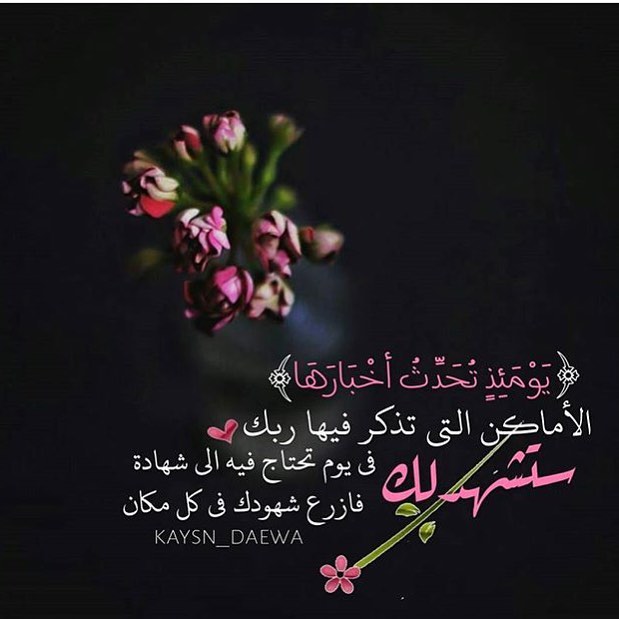 ﴿يَوْمَئِذٍ تُحَدِّثُ أَخْبَارَهَا﴾
الأماكن التى تذكر فيها ربك
ستشهد لك
فى يوم تحتاج فيه الى شهادة
فازرع شهودك فى كل مكان
KAYSN_DAEWA